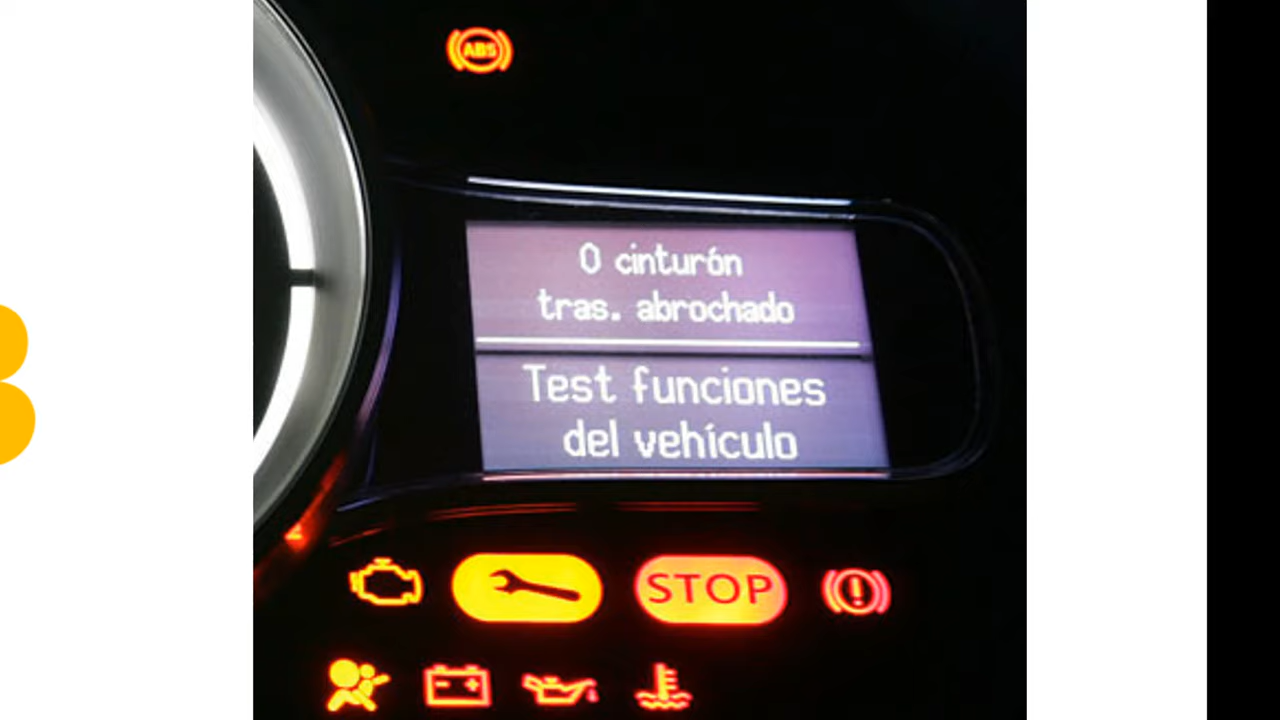 ABS
0 cinturón
tras. abrochado
Test funciones
del vehículo
STOP